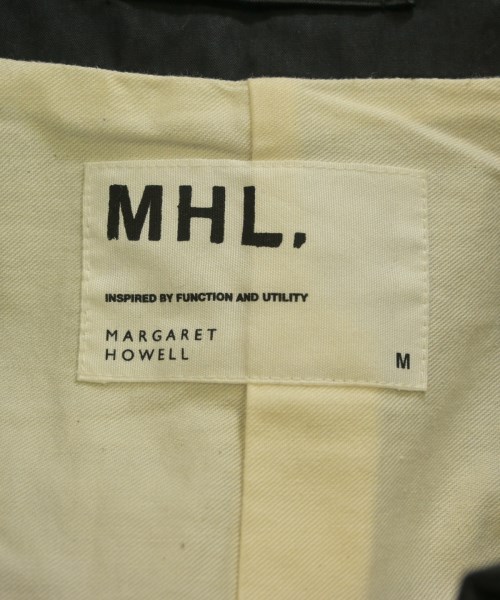 MHL.
INSPIRED BY FUNCTION AND UTILITY
MARGARET
HOWELL
M